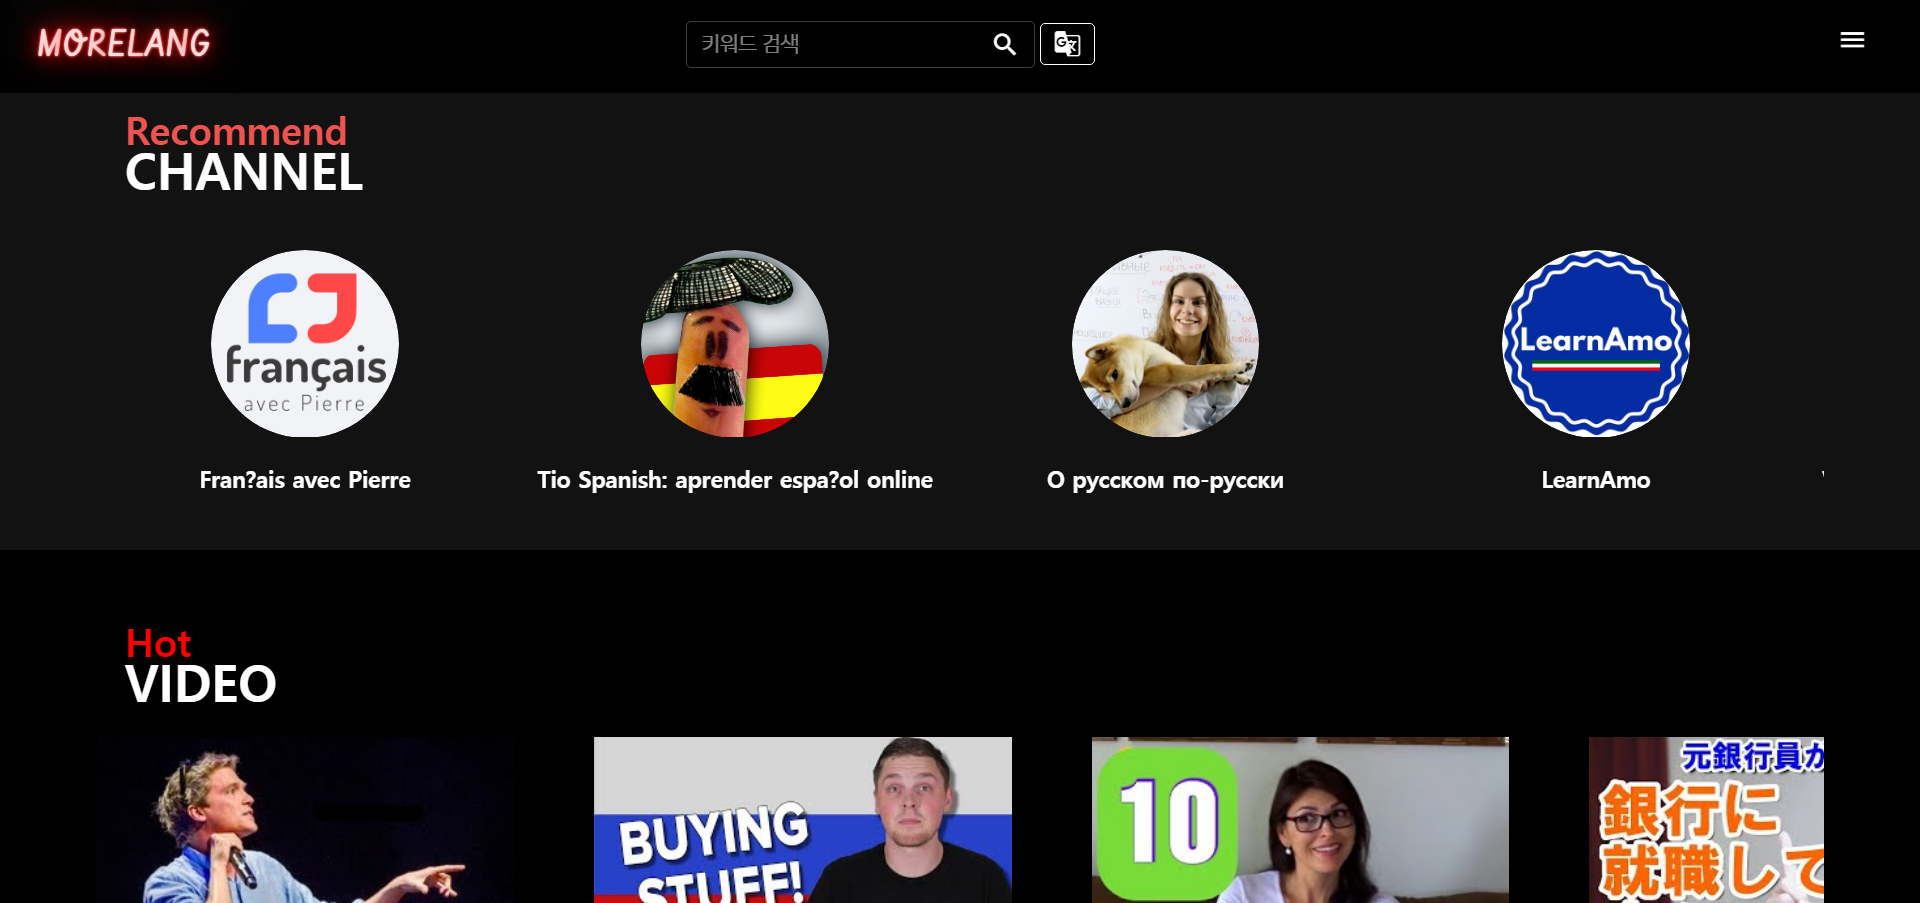 MORELANG
키워드 검색
Recommend
CHANNEL
français
avec Pierre
LearnAmo
Fran?ais avec Pierre
Tio Spanish: aprender espa?ol online
О русском по-русски
LearnAmo
Hot
VIDEO
BUYING
STUFF!
10
元銀行員が
銀行に
就職して